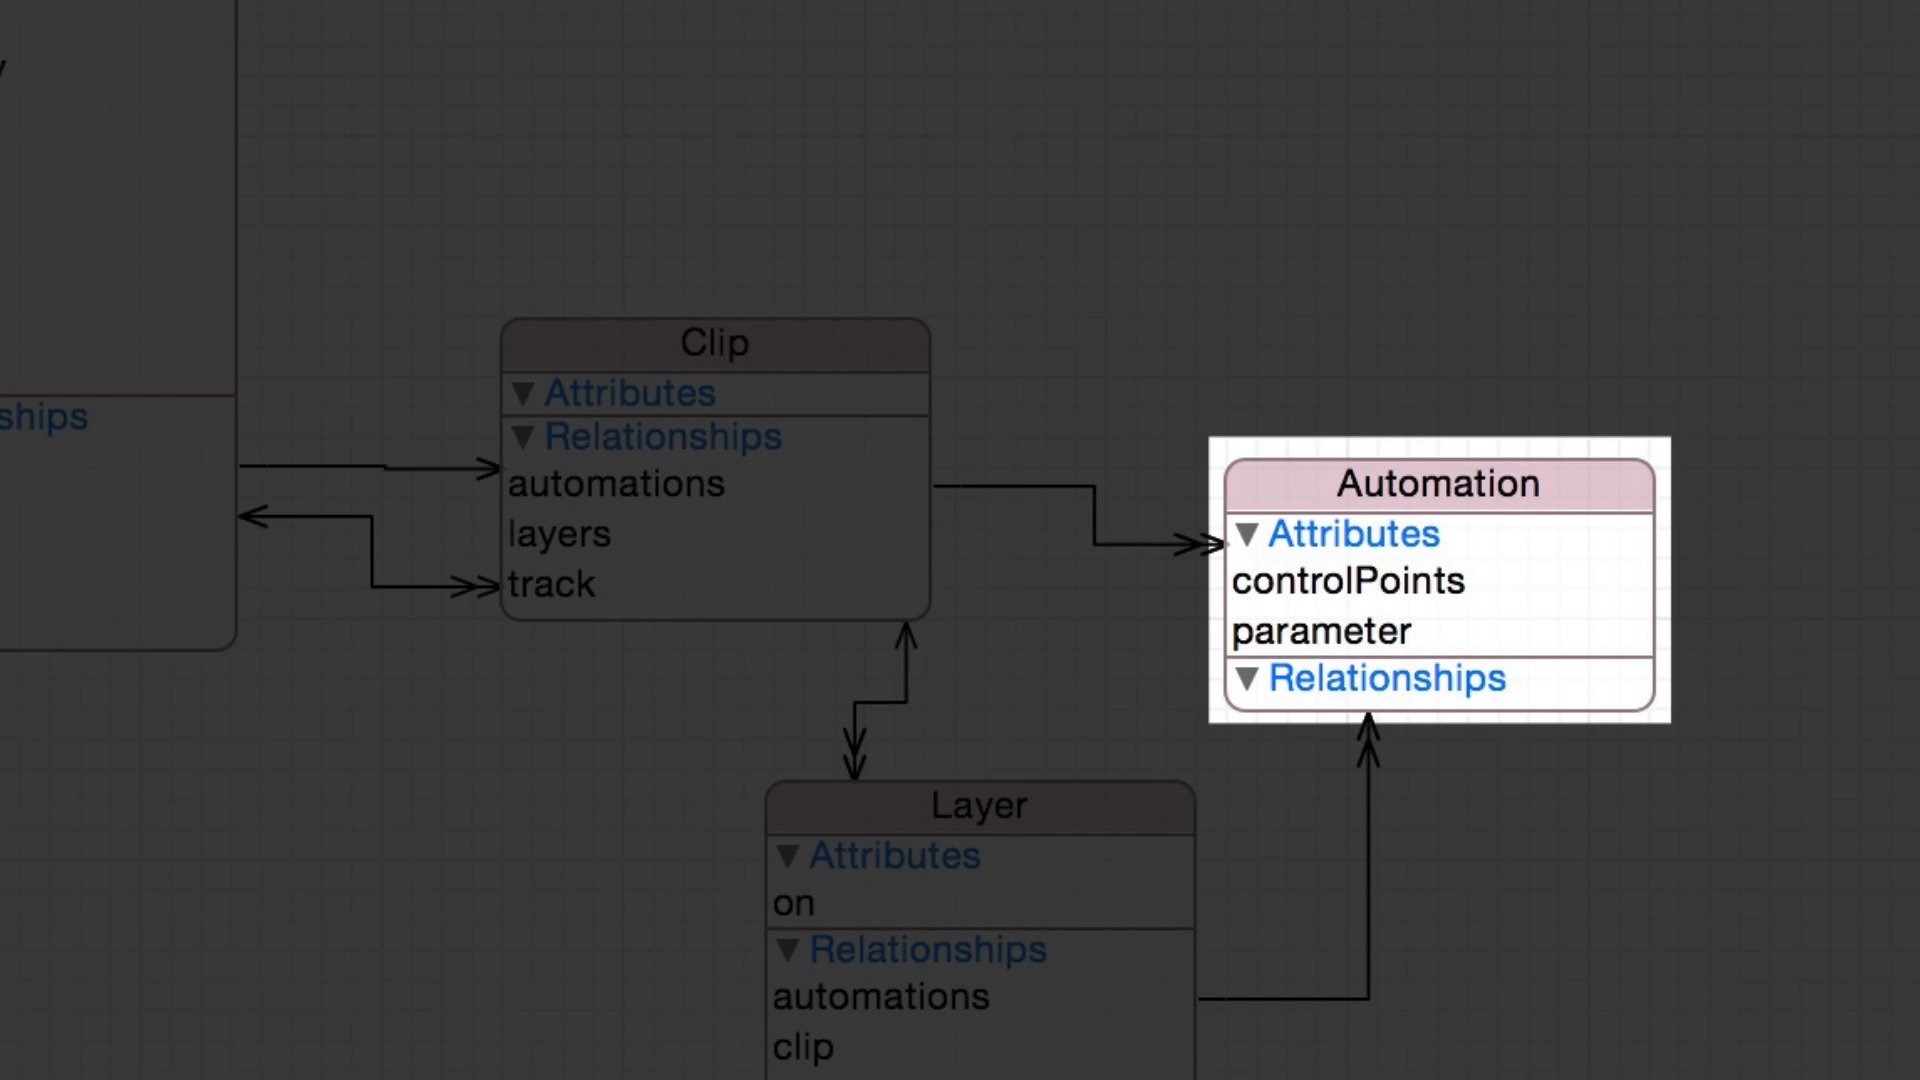 ships
Clip
Attributes
Relationships
automations
layers
track
Automation
Attributes
controlPoints
parameter
Relationships
Layer
Attributes
on
Relationships
automations
clip